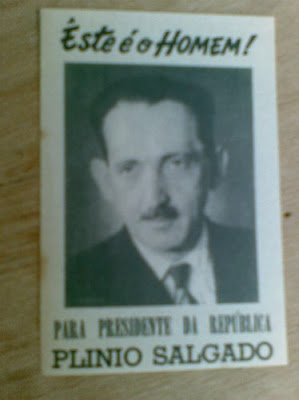 Êste é o HOMEM!
PARA PRESIDENTE DA REPÚBLICA
PLINIO SALGADO